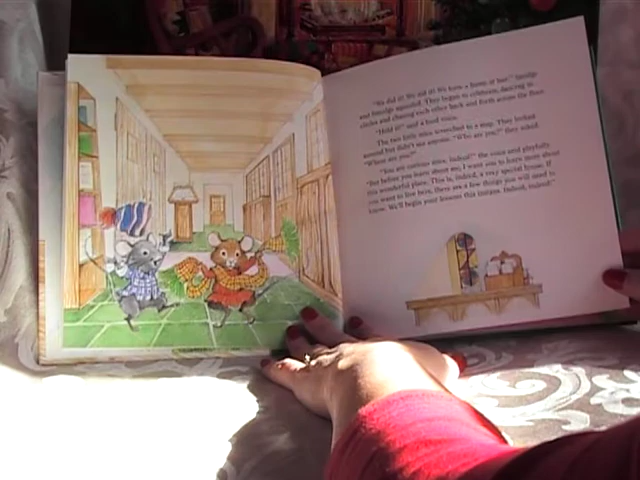 "We did it! We did it! We have a home at last!" Smidge
and Smudge squealed. They began to celebrate, dancing in
circles and chasing each other back and forth across the floor.
"Hold it!" said a loud voice.
The two little mice screeched to a stop. They looked
around but didn't see anyone. "Who are you?" they asked.
"Where are you?"
"You are curious mice, indeed!" the voice said playfully.
"But before you learn about me, I want you to learn more about
this wonderful place. This is, indeed, a very special house. If
you want to live here, there are a few things you will need to
know. We'll begin your lessons this instant. Indeed, indeed!"